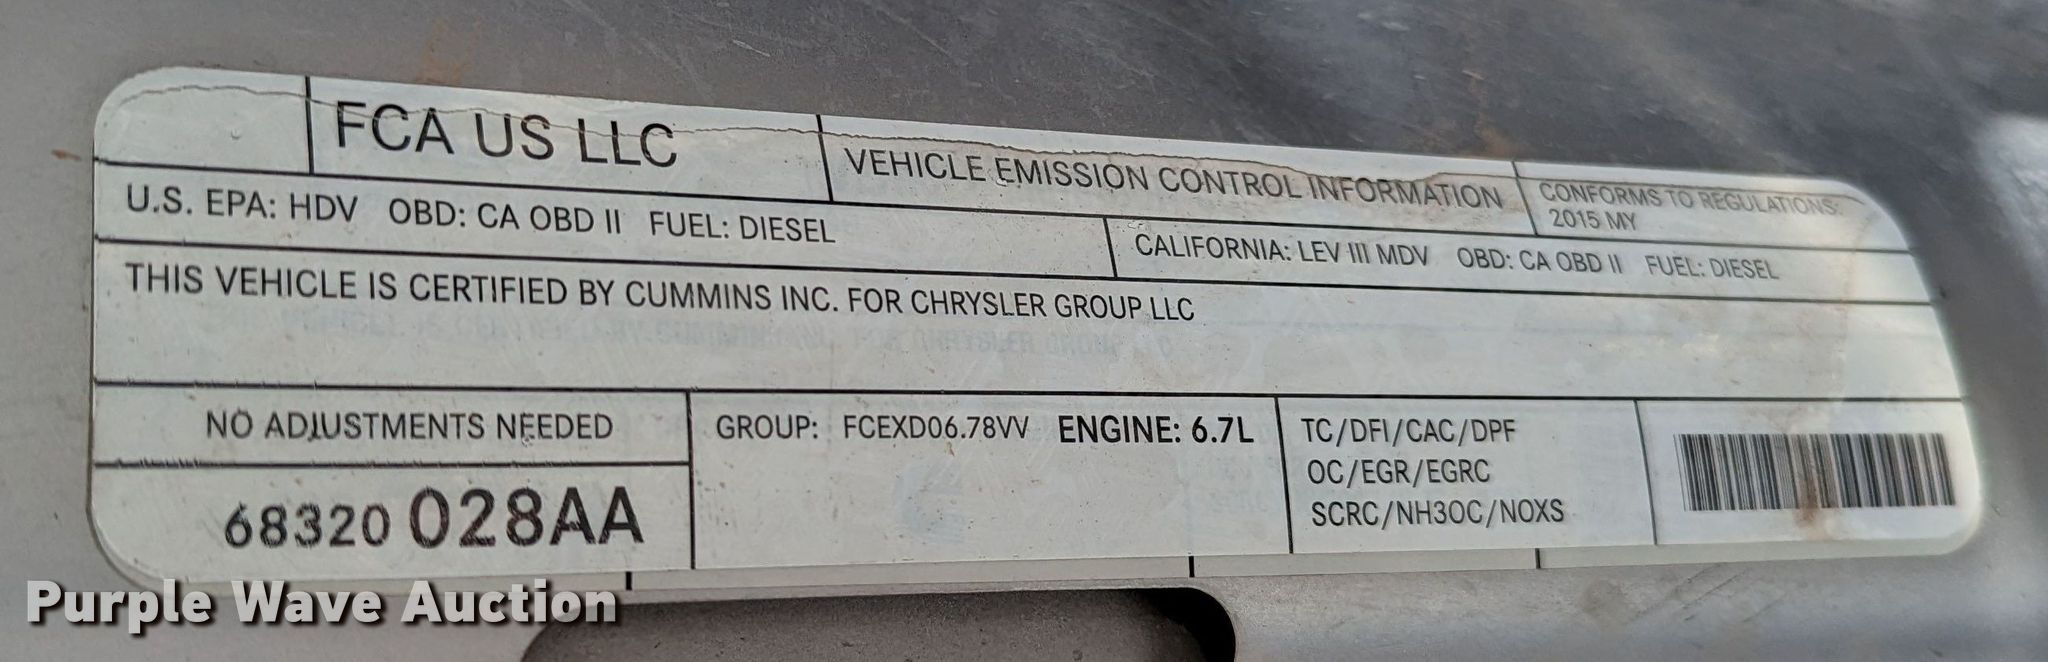 FCA US LLC
VEHICLE EMISSION CONTROL INFORMATION
CONFORMS TO REGULATIONS:
2015 MY
U.S. EPA: HDV OBD: CA OBD II FUEL: DIESEL
CALIFORNIA: LEV III MDV OBD: CA OBD II FUEL: DIESEL
THIS VEHICLE IS CERTIFIED BY CUMMINS INC. FOR CHRYSLER GROUP LLC
NO ADJUSTMENTS NEEDED
68320 028AA
GROUP: FCEXD06.78VV ENGINE: 6.7L
TC/DFI/CAC/DPF
OC/EGR/EGRC
SCRC/NH3OC/NOXS
Purple Wave Auction